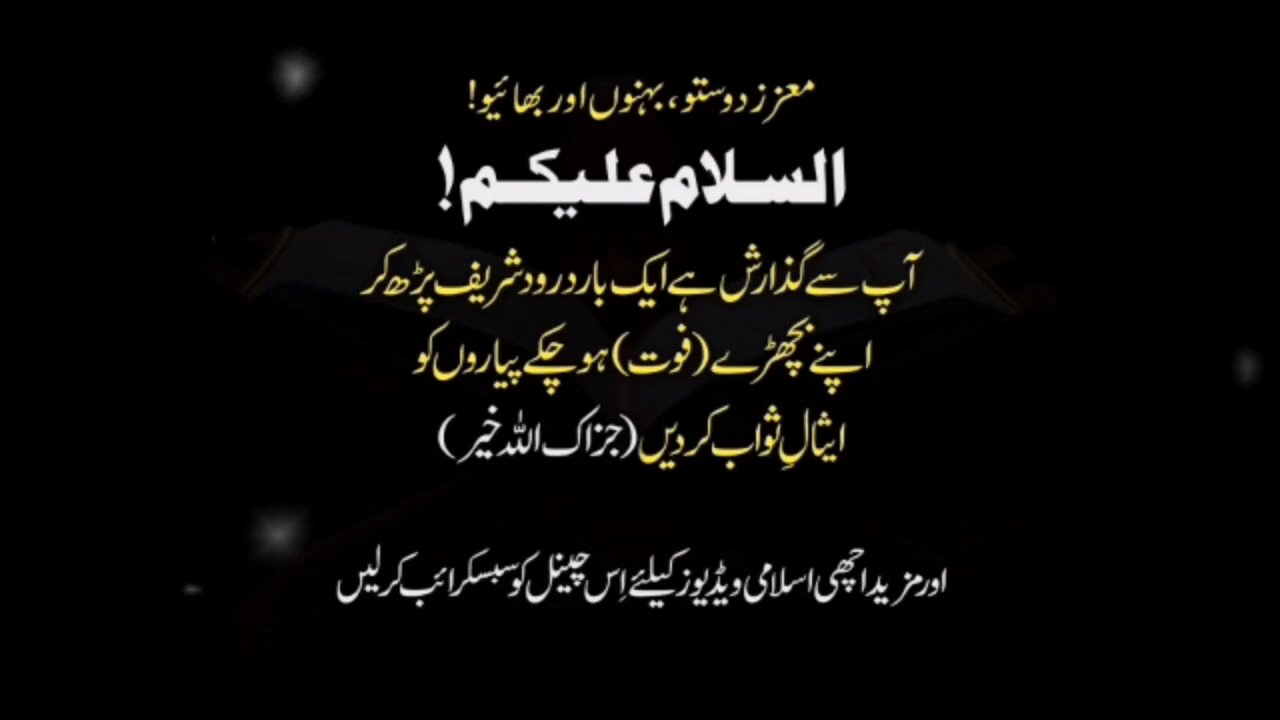 معزز دوستو، بہنوں اور بھائیو!
السلام علیکم!
آپ سے گذارش ہے ایک بار درود شریف پڑھ کر
اپنے بچھڑے (فوت) ہو چکے پیاروں کو
ایثالِ ثواب کر دیں (جزاک اللہ خیر)
اور مزید اچھی اسلامی ویڈیوز کیلئے اِس چینل کو سبسکرائب کر لیں